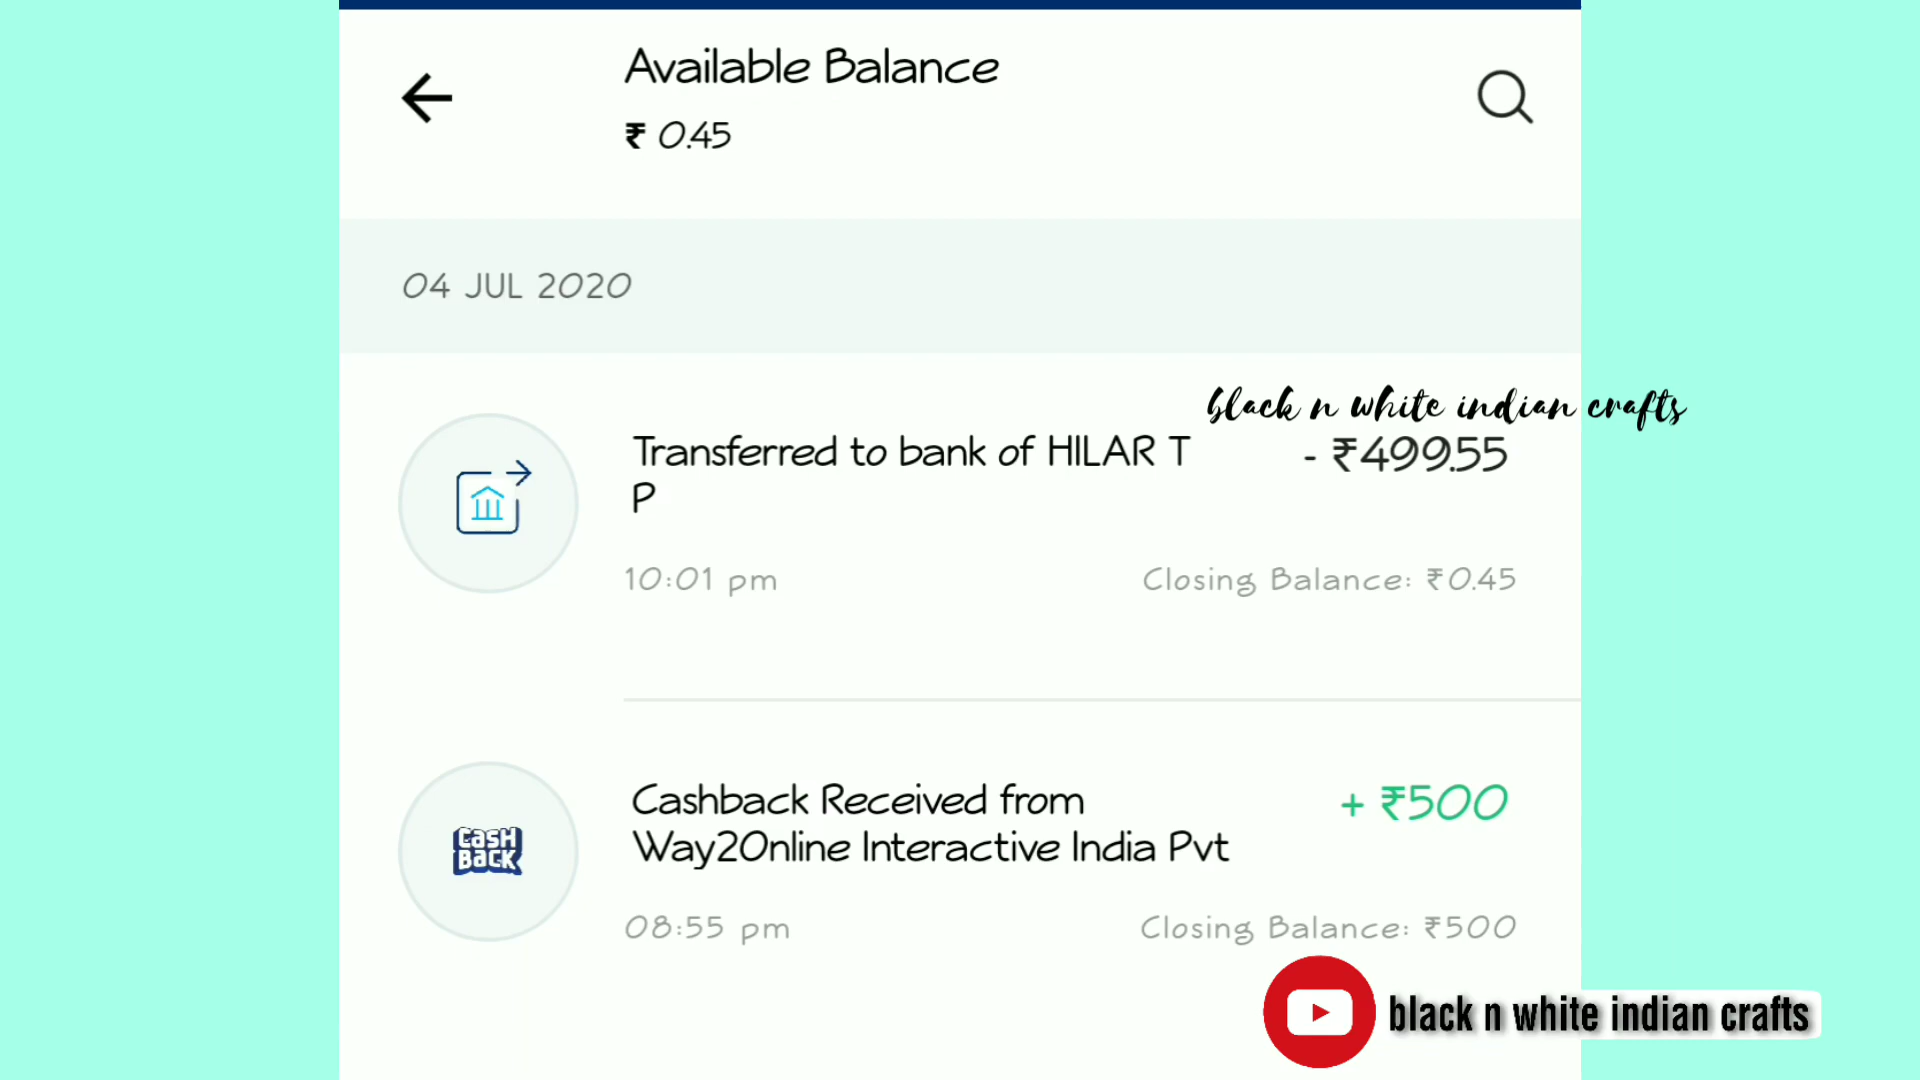 Available Balance
₹ 0.45
04 JUL 2020
black n white indian crafts
Transferred to bank of HILAR T
P
- ₹499.55
10:01 pm
Closing Balance: ₹0.45
Cashback Received from
Way2Online Interactive India Pvt
+ ₹500
CASH
BACK
08:55 pm
Closing Balance: ₹500
black n white indian crafts